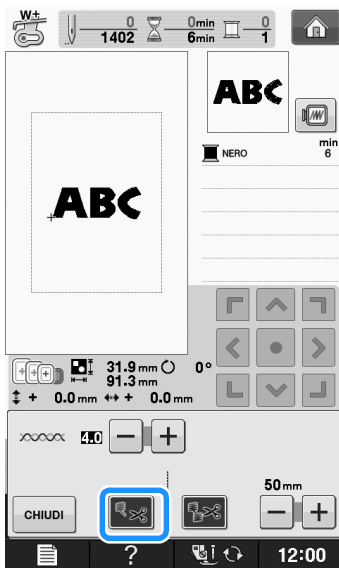 W+
0 0min 0
1402 6min 1
ABC
min
NERO 6
ABC
31.9 mm 0°
91.3 mm
+ 0.0 mm + 0.0 mm
4.0 - +
50 mm
CHIUDI - +
? 12:00